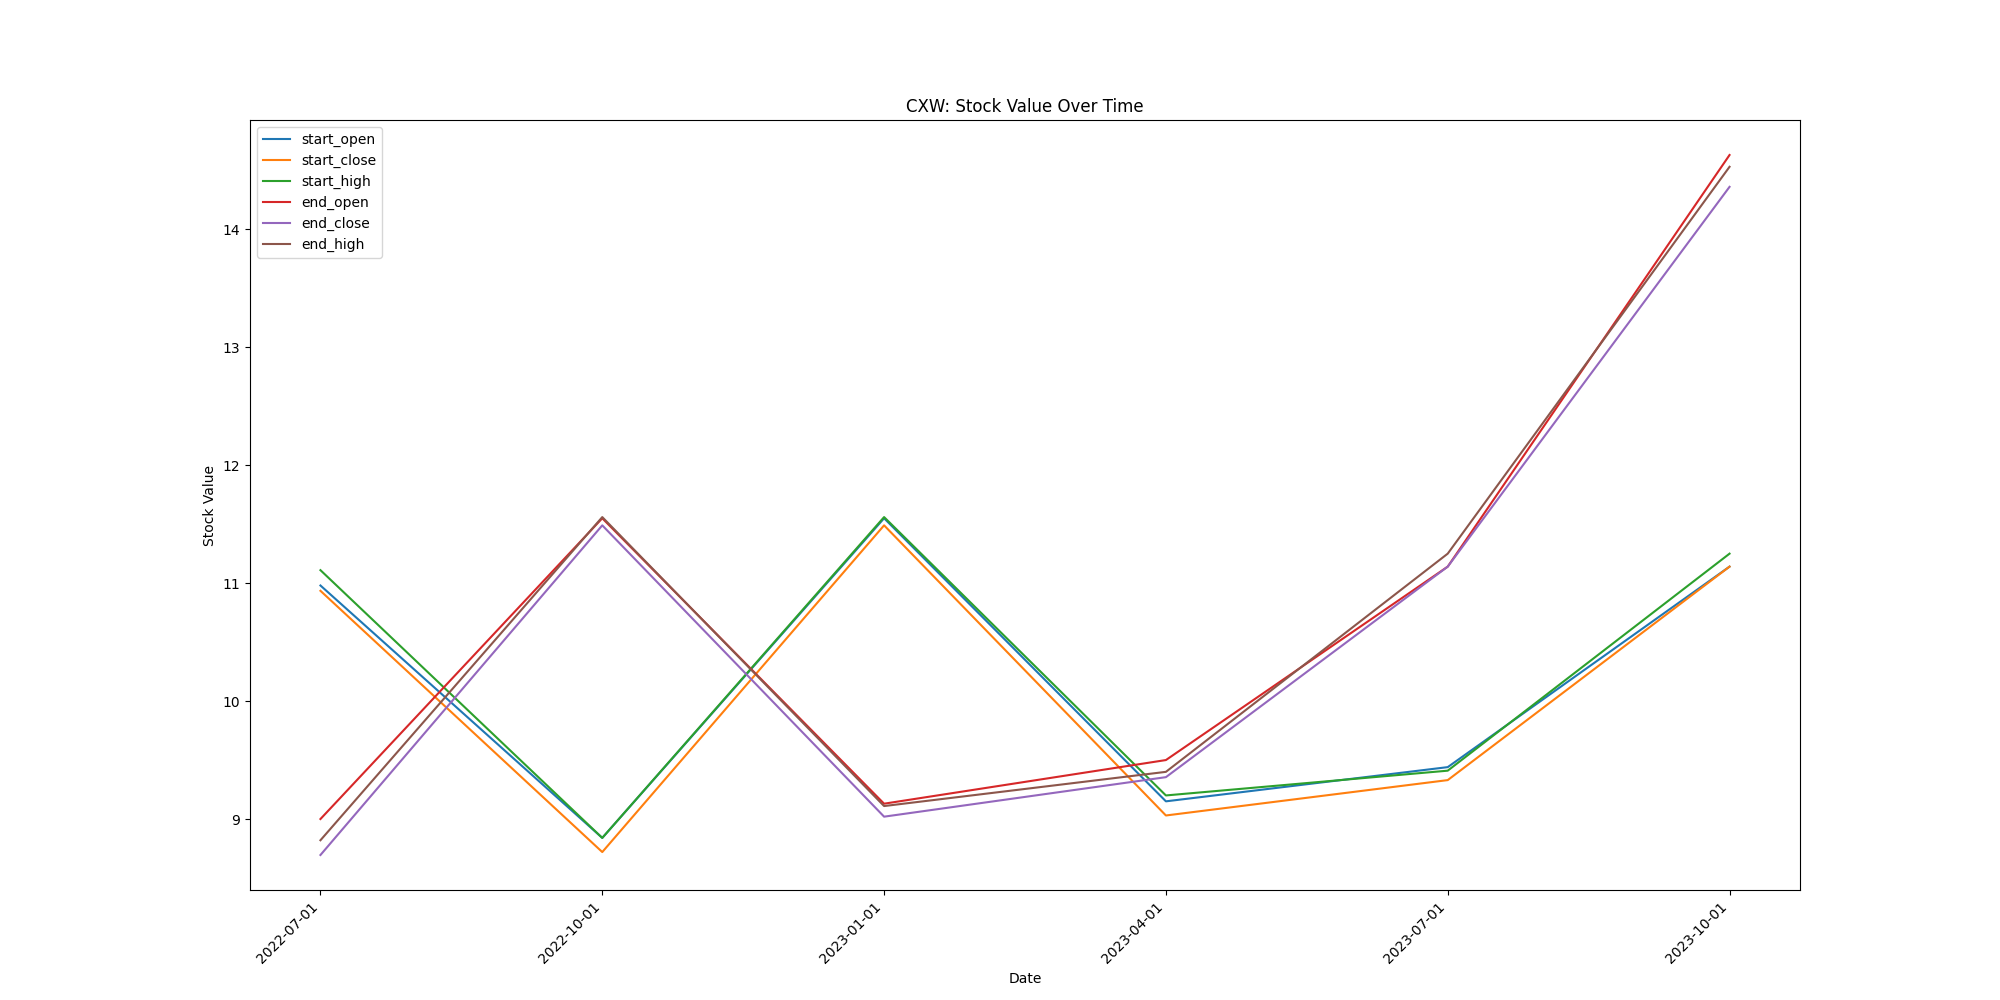 CXW: Stock Value Over Time
start_open
start_close
start_high
end_open
end_close
end_high
Stock Value
14
13
12
11
10
9
2022-07-01
2022-10-01
2023-01-01
2023-04-01
2023-07-01
2023-10-01
Date